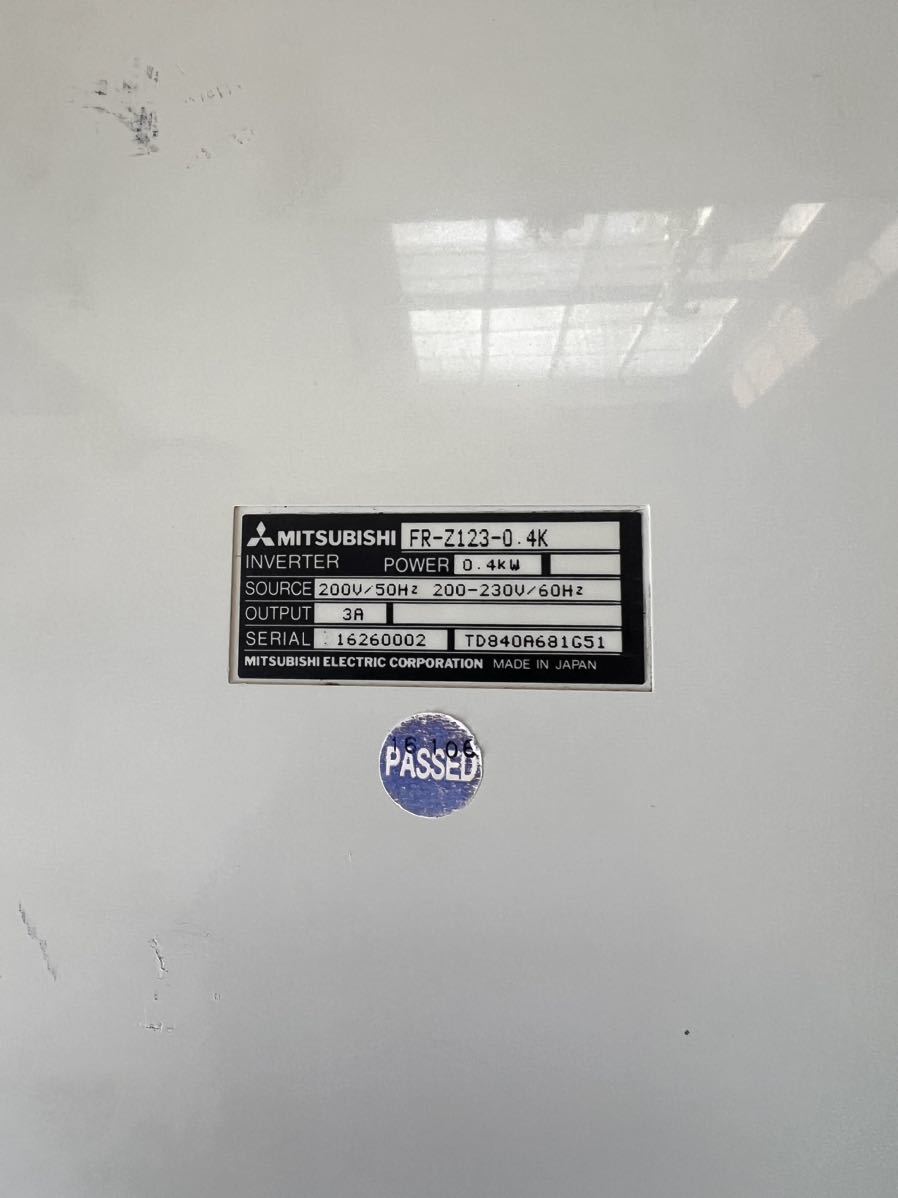 MITSUBISHI FR-Z123-0.4K
INVERTER POWER 0.4KW
SOURCE 200V/50Hz 200-230V/60Hz
OUTPUT 3A
SERIAL 16260002 TD840A681G51
MITSUBISHI ELECTRIC CORPORATION MADE IN JAPAN
16 106
PASSED